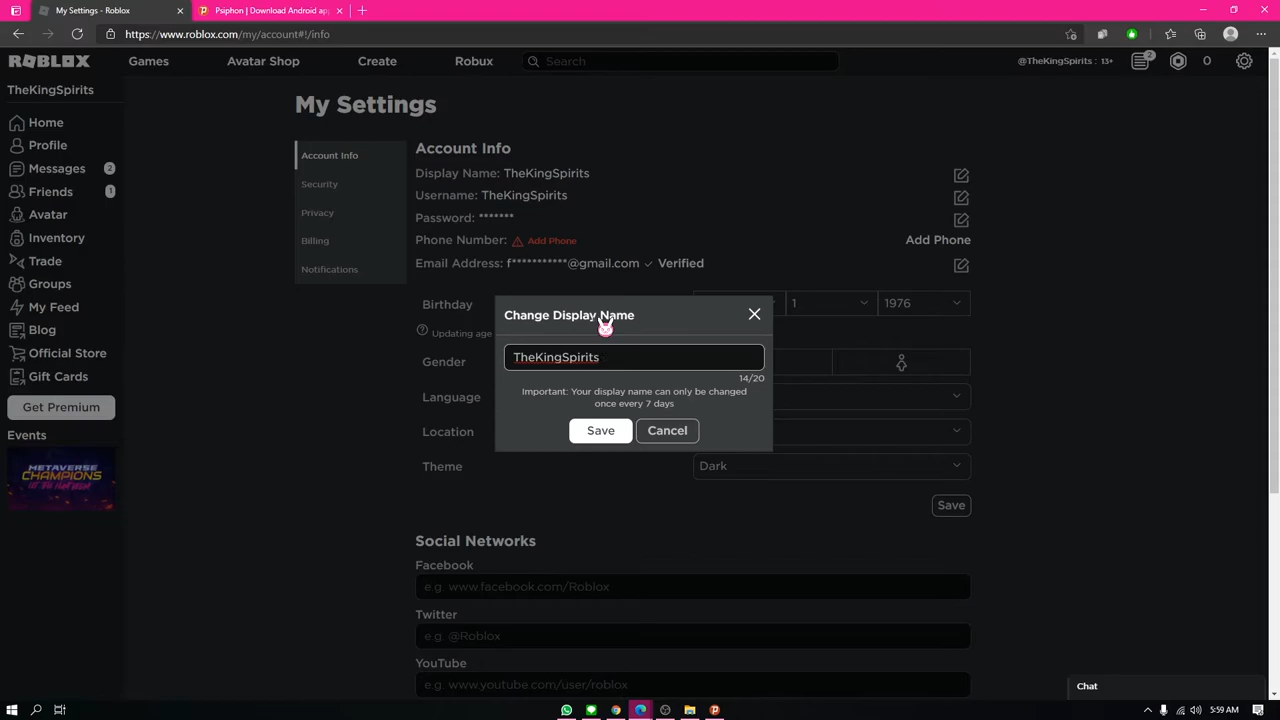 My Settings - Roblox
Psiphon | Download Android app
https://www.roblox.com/my/account#!/info
ROBLOX
Games
Avatar Shop
Create
Robux
Search
@TheKingSpirits : 13+
2
0
TheKingSpirits
Home
Profile
Messages 2
Friends 1
Avatar
Inventory
Trade
Groups
My Feed
Blog
Official Store
Gift Cards
Get Premium
Events
METAVERSE
CHAMPIONS
My Settings
Account Info
Security
Privacy
Billing
Notifications
Account Info
Display Name: TheKingSpirits
Username: TheKingSpirits
Password: *******
Phone Number: Add Phone
Add Phone
Email Address: f***********@gmail.com Verified
Birthday
1
1976
Updating age
Gender
Language
Location
Theme
Dark
Save
Change Display Name
TheKingSpirits
14/20
Important: Your display name can only be changed
once every 7 days
Save
Cancel
Social Networks
Facebook
e.g. www.facebook.com/Roblox
Twitter
e.g. @Roblox
YouTube
e.g. www.youtube.com/user/roblox
Chat
5:59 AM